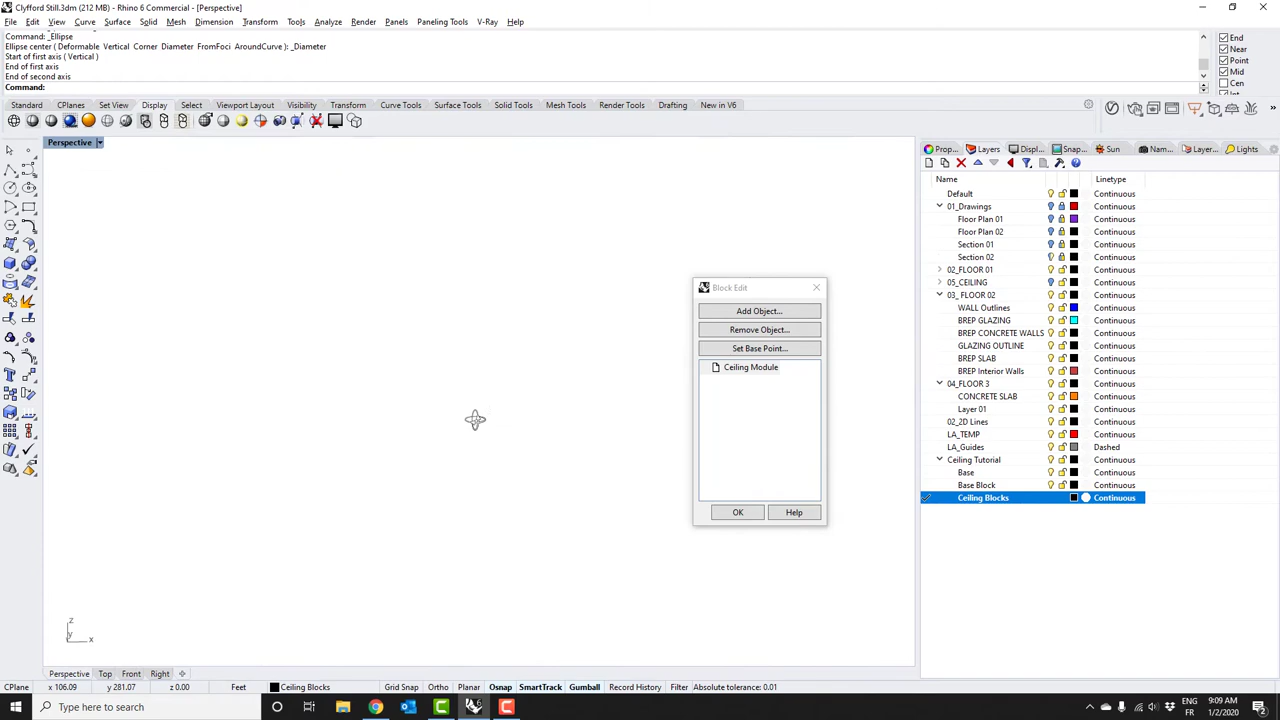 Clyfford Still.3dm (212 MB) - Rhino 6 Commercial - [Perspective]
File Edit View Curve Surface Solid Mesh Dimension Transform Tools Analyze Render Panels Paneling Tools V-Ray Help
Command: _Ellipse
Ellipse center ( Deformable Vertical Corner Diameter FromFoci AroundCurve ): _Diameter
Start of first axis ( Vertical )
End of first axis
End of second axis
Command:
End
Near
Point
Mid
Cen
Standard CPlanes Set View Display Select Viewport Layout Visibility Transform Curve Tools Surface Tools Solid Tools Mesh Tools Render Tools Drafting New in V6
Perspective
Prop... Layers Displ... Snap... Sun Nam... Layer... Lights
Name Linetype
Default Continuous
01_Drawings Continuous
Floor Plan 01 Continuous
Floor Plan 02 Continuous
Section 01 Continuous
Section 02 Continuous
02_FLOOR 01 Continuous
05_CEILING Continuous
03_ FLOOR 02 Continuous
WALL Outlines Continuous
BREP GLAZING Continuous
BREP CONCRETE WALLS Continuous
GLAZING OUTLINE Continuous
BREP SLAB Continuous
BREP Interior Walls Continuous
04_FLOOR 3 Continuous
CONCRETE SLAB Continuous
Layer 01 Continuous
02_2D Lines Continuous
LA_TEMP Continuous
LA_Guides Dashed
Ceiling Tutorial Continuous
Base Continuous
Base Block Continuous
Ceiling Blocks Continuous
Block Edit
Add Object...
Remove Object...
Set Base Point...
Ceiling Module
OK Help
z
y x
Perspective Top Front Right
CPlane x 106.09 y 281.07 z 0.00 Feet Ceiling Blocks Grid Snap Ortho Planar Osnap SmartTrack Gumball Record History Filter Absolute tolerance: 0.01
Type here to search
ENG
FR
9:09 AM
1/2/2020
2